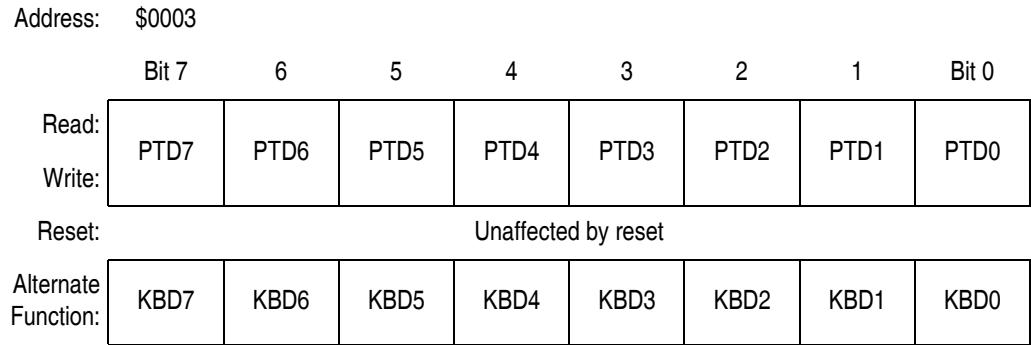 Address: $0003
Bit 7 6 5 4 3 2 1 Bit 0
Read:
PTD7 PTD6 PTD5 PTD4 PTD3 PTD2 PTD1 PTD0
Write:
Reset: Unaffected by reset
Alternate
KBD7 KBD6 KBD5 KBD4 KBD3 KBD2 KBD1 KBD0
Function: